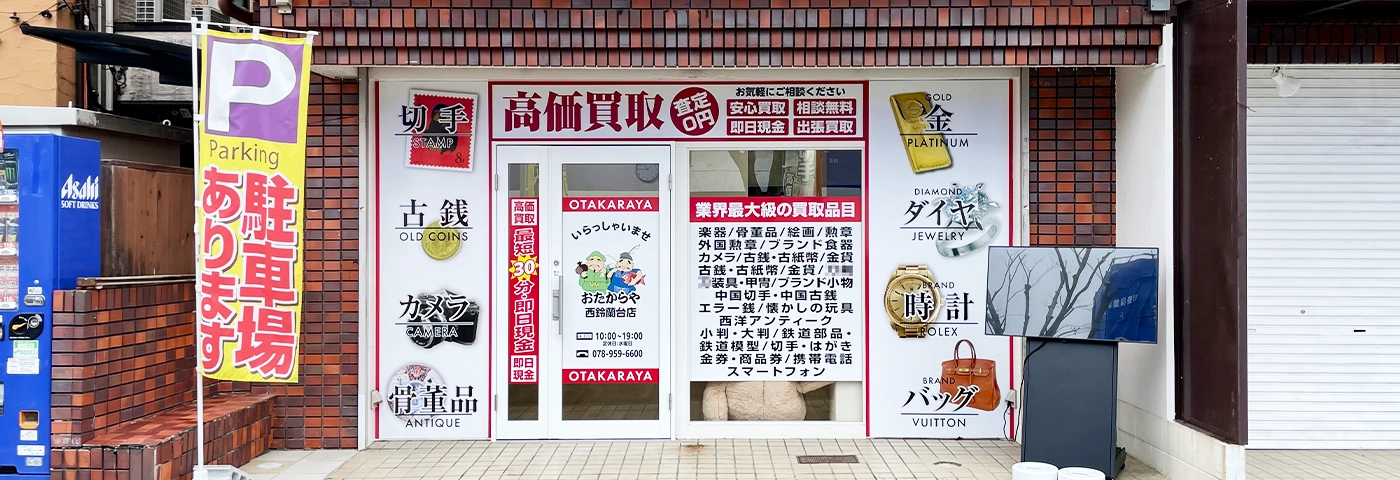 P
Parking
駐車場
あります
Asahi
SOFT DRINKS
切手
STAMP
古銭
OLD COINS
カメラ
CAMERA
骨董品
ANTIQUE
高価買取
査定
0円
お気軽にご相談ください
安心買取 相談無料
即日現金 出張買取
高価
買取
最短
30
分・即日現金
即日
現金
OTAKARAYA
いらっしゃいませ
おたからや
西鈴蘭台店
10:00~19:00
定休日:水曜日
078-959-6600
OTAKARAYA
業界最大級の買取品目
楽器/骨董品/絵画/勲章
外国勲章/ブランド食器
カメラ/古銭・古紙幣/金貨
古銭・古紙幣/金貨/
装具・甲冑/ブランド小物
中国切手・中国古銭
エラー銭/懐かしの玩具
西洋アンティーク
小判・大判/鉄道部品・
鉄道模型/切手・はがき
金券・商品券/携帯電話
スマートフォン
GOLD
金
PLATINUM
DIAMOND
ダイヤ
JEWELRY
BRAND
時計
ROLEX
BRAND
バッグ
VUITTON